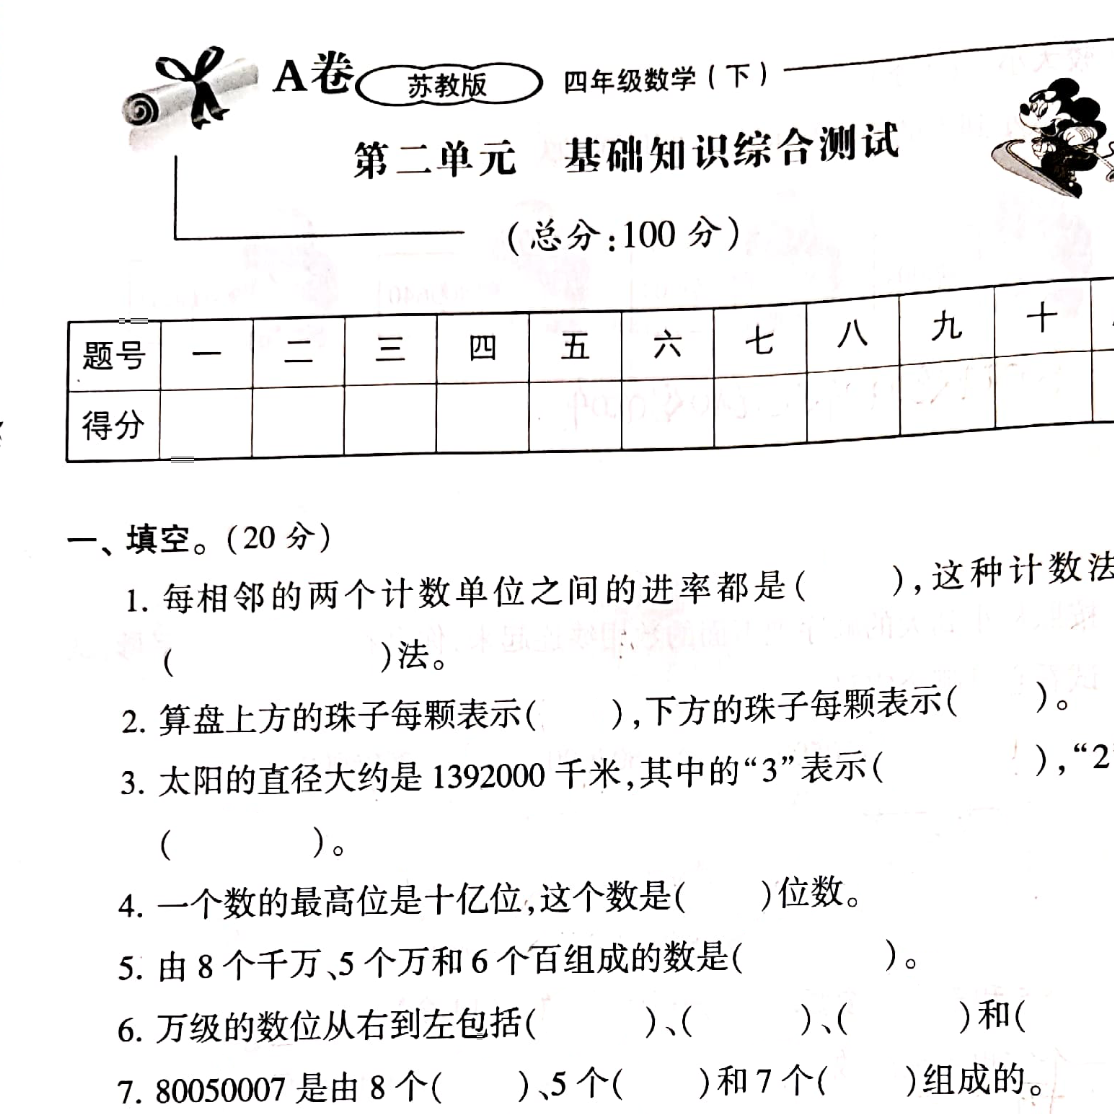 A卷 苏教版 四年级数学(下)
第二单元 基础知识综合测试
(总分:100 分)
题号 一 二 三 四 五 六 七 八 九 十
得分
一、填空。(20 分)
1. 每相邻的两个计数单位之间的进率都是( ),这种计数法
( )法。
2. 算盘上方的珠子每颗表示( ),下方的珠子每颗表示( )。
3. 太阳的直径大约是 1392000 千米,其中的“3”表示( ),“2”
( )。
4. 一个数的最高位是十亿位,这个数是( )位数。
5. 由 8 个千万、5 个万和 6 个百组成的数是( )。
6. 万级的数位从右到左包括( )、( )、( )和(
7. 80050007 是由 8 个( )、5 个( )和 7 个( )组成的。